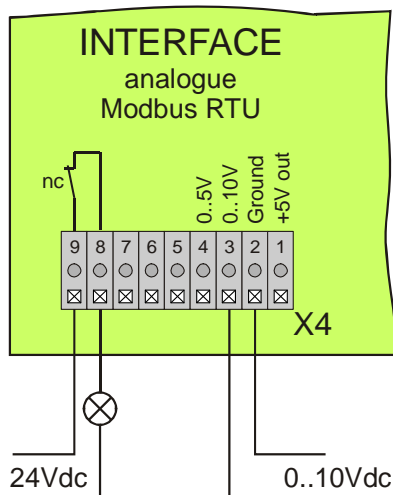 INTERFACE
analogue
Modbus RTU
nc
0..5V
0..10V
Ground
+5V out
9 8 7 6 5 4 3 2 1
X4
24Vdc
0..10Vdc